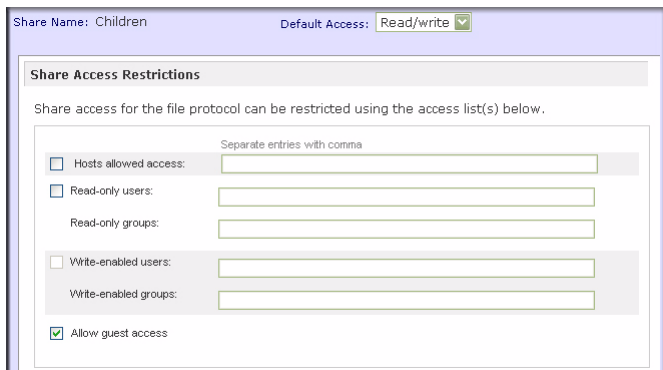 Share Name: Children Default Access: Read/write
Share Access Restrictions
Share access for the file protocol can be restricted using the access list(s) below.
Separate entries with comma
Hosts allowed access:
Read-only users:
Read-only groups:
Write-enabled users:
Write-enabled groups:
Allow guest access